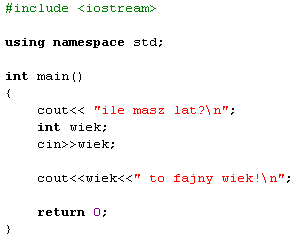 #include <iostream>

using namespace std;

int main()
{
    cout<< "ile masz lat?\n";
    int wiek;
    cin>>wiek;

    cout<<wiek<<" to fajny wiek!\n";

    return 0;
}